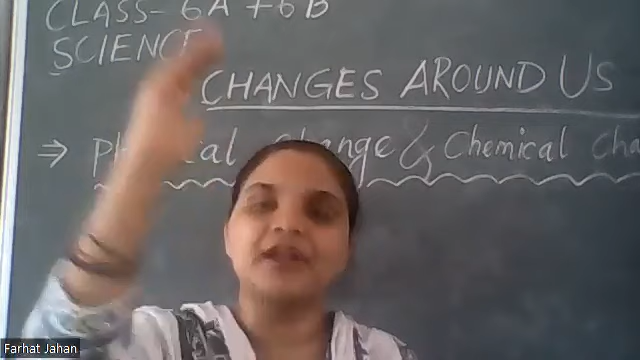 CLASS- 6A + 6B
SCIENCE
CHANGES AROUND US
⇒ Change & Chemical
Farhat Jahan